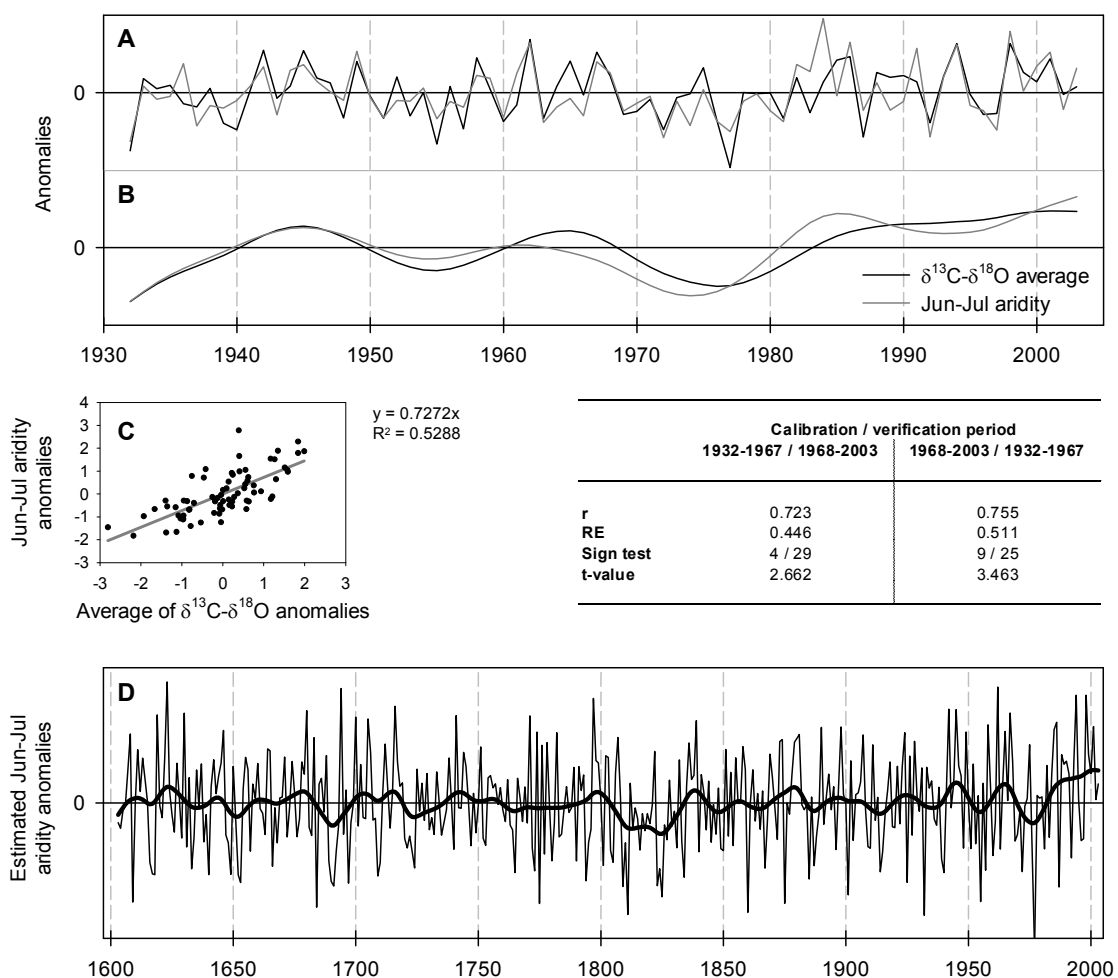 A
0
Anomalies
B
0
δ13C-δ18O average
Jun-Jul aridity
1930 1940 1950 1960 1970 1980 1990 2000
C
Jun-Jul aridity
anomalies
4
3
2
1
0
-1
-2
-3
-3 -2 -1 0 1 2 3
Average of δ13C-δ18O anomalies
y = 0.7272x
R2 = 0.5288
Calibration / verification period
1932-1967 / 1968-2003 1968-2003 / 1932-1967
r 0.723 0.755
RE 0.446 0.511
Sign test 4 / 29 9 / 25
t-value 2.662 3.463
D
Estimated Jun-Jul
aridity anomalies
0
1600 1650 1700 1750 1800 1850 1900 1950 2000